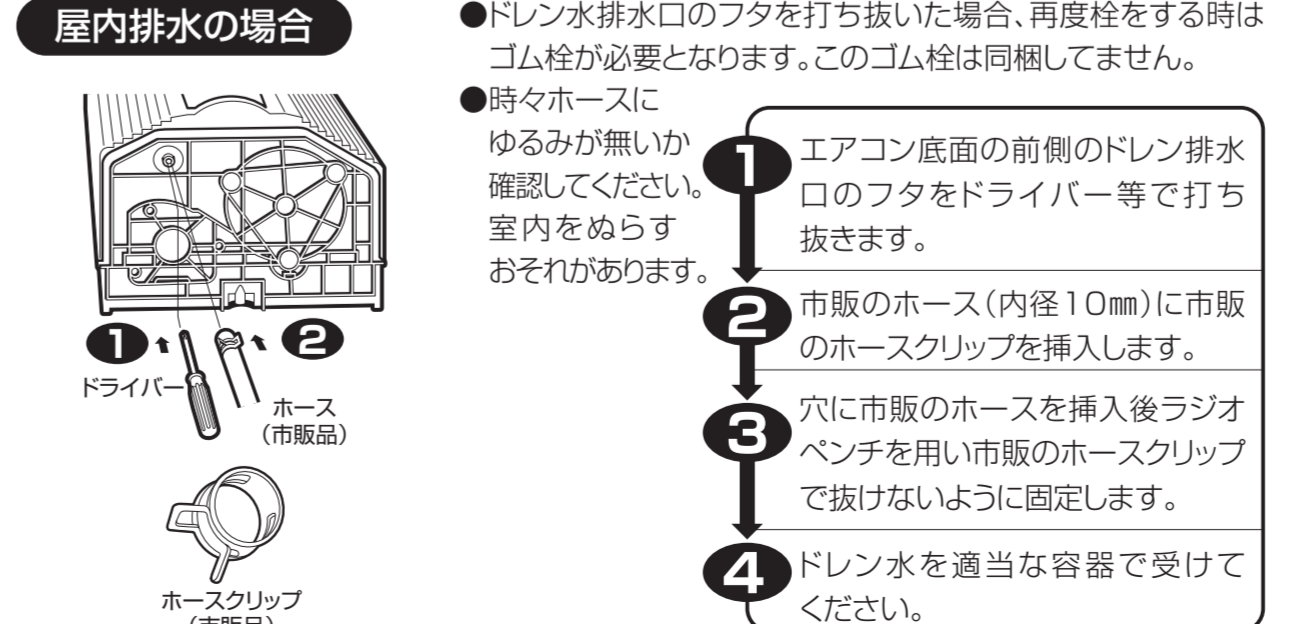 屋内排水の場合
●ドレン水排水口のフタを打ち抜いた場合、再度栓をする時は
ゴム栓が必要となります。このゴム栓は同梱してません。
●時々ホースに
ゆるみが無いか
確認してください。
室内をぬらす
おそれがあります。
1
ドライバー
2
ホース
(市販品)
ホースクリップ
(市販品)
1 エアコン底面の前側のドレン排水
口のフタをドライバー等で打ち
抜きます。
2 市販のホース(内径10㎜)に市販
のホースクリップを挿入します。
3 穴に市販のホースを挿入後ラジオ
ペンチを用い市販のホースクリップ
で抜けないように固定します。
4 ドレン水を適当な容器で受けて
ください。